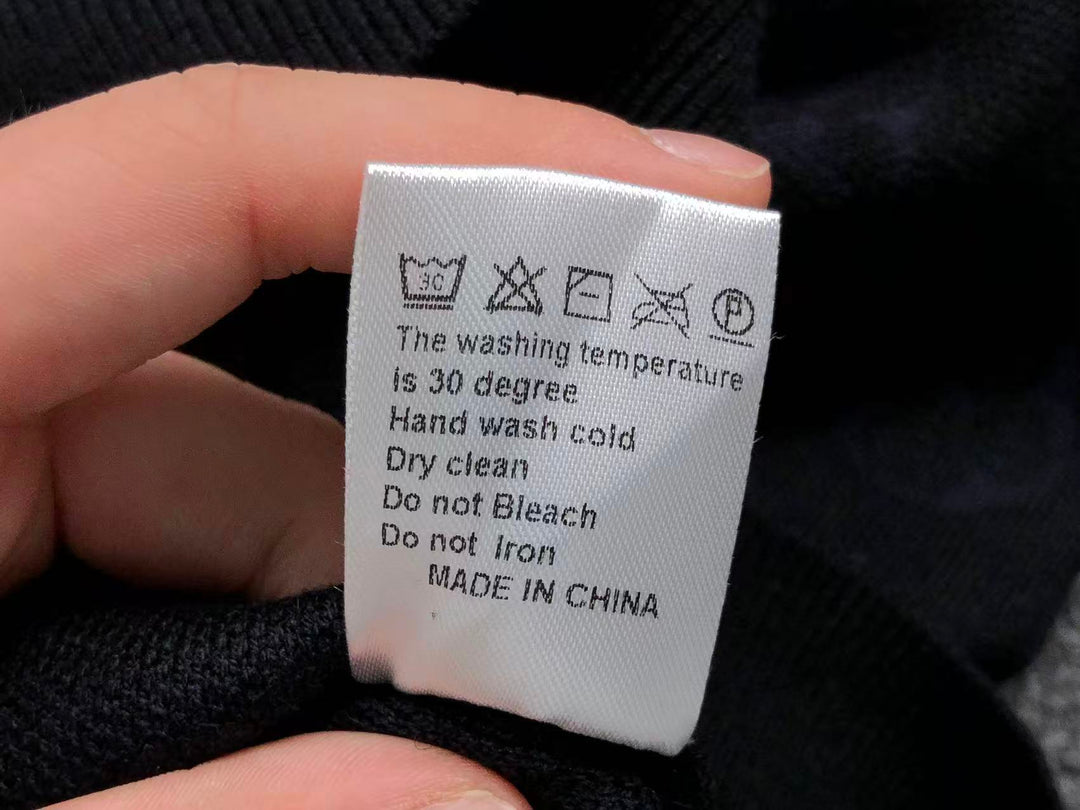 30 P
The washing temperature
is 30 degree
Hand wash cold
Dry clean
Do not Bleach
Do not Iron
MADE IN CHINA